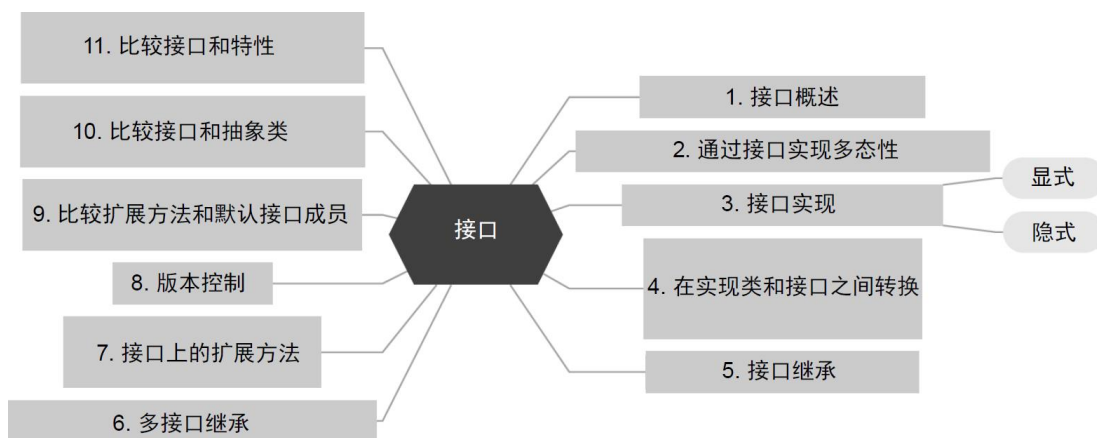 接口
1. 接口概述
2. 通过接口实现多态性
3. 接口实现
显式
隐式
4. 在实现类和接口之间转换
5. 接口继承
6. 多接口继承
7. 接口上的扩展方法
8. 版本控制
9. 比较扩展方法和默认接口成员
10. 比较接口和抽象类
11. 比较接口和特性